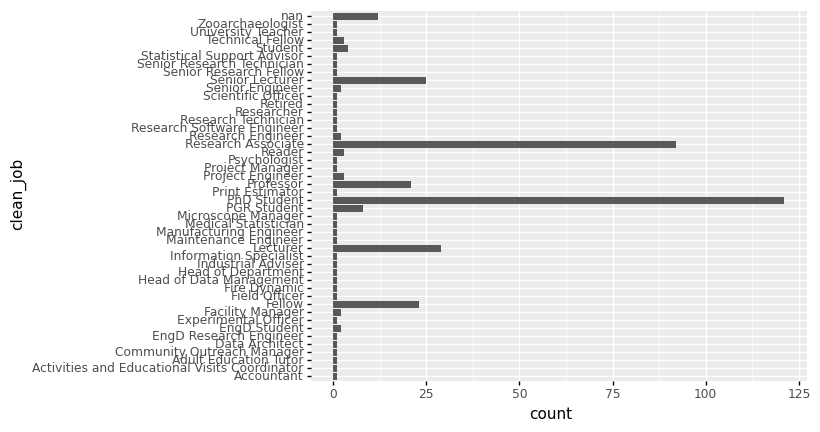 nan
Zooarchaeologist
University Teacher
Technical Fellow
Student
Statistical Support Advisor
Senior Research Technician
Senior Research Fellow
Senior Lecturer
Senior Engineer
Scientific Officer
Retired
Researcher
Research Technician
Research Software Engineer
Research Engineer
Research Associate
Reader
Psychologist
Project Manager
Project Engineer
Professor
Print Estimator
PhD Student
PGR Student
Microscope Manager
Medical Statistician
Manufacturing Engineer
Maintenance Engineer
Lecturer
Information Specialist
Industrial Adviser
Head of Department
Head of Data Management
Fire Dynamic
Field Officer
Fellow
Facility Manager
Experimental Officer
EngD Student
EngD Research Engineer
Data Architect
Community Outreach Manager
Adult Education Tutor
Activities and Educational Visits Coordinator
Accountant
clean_job
0 25 50 75 100 125
count